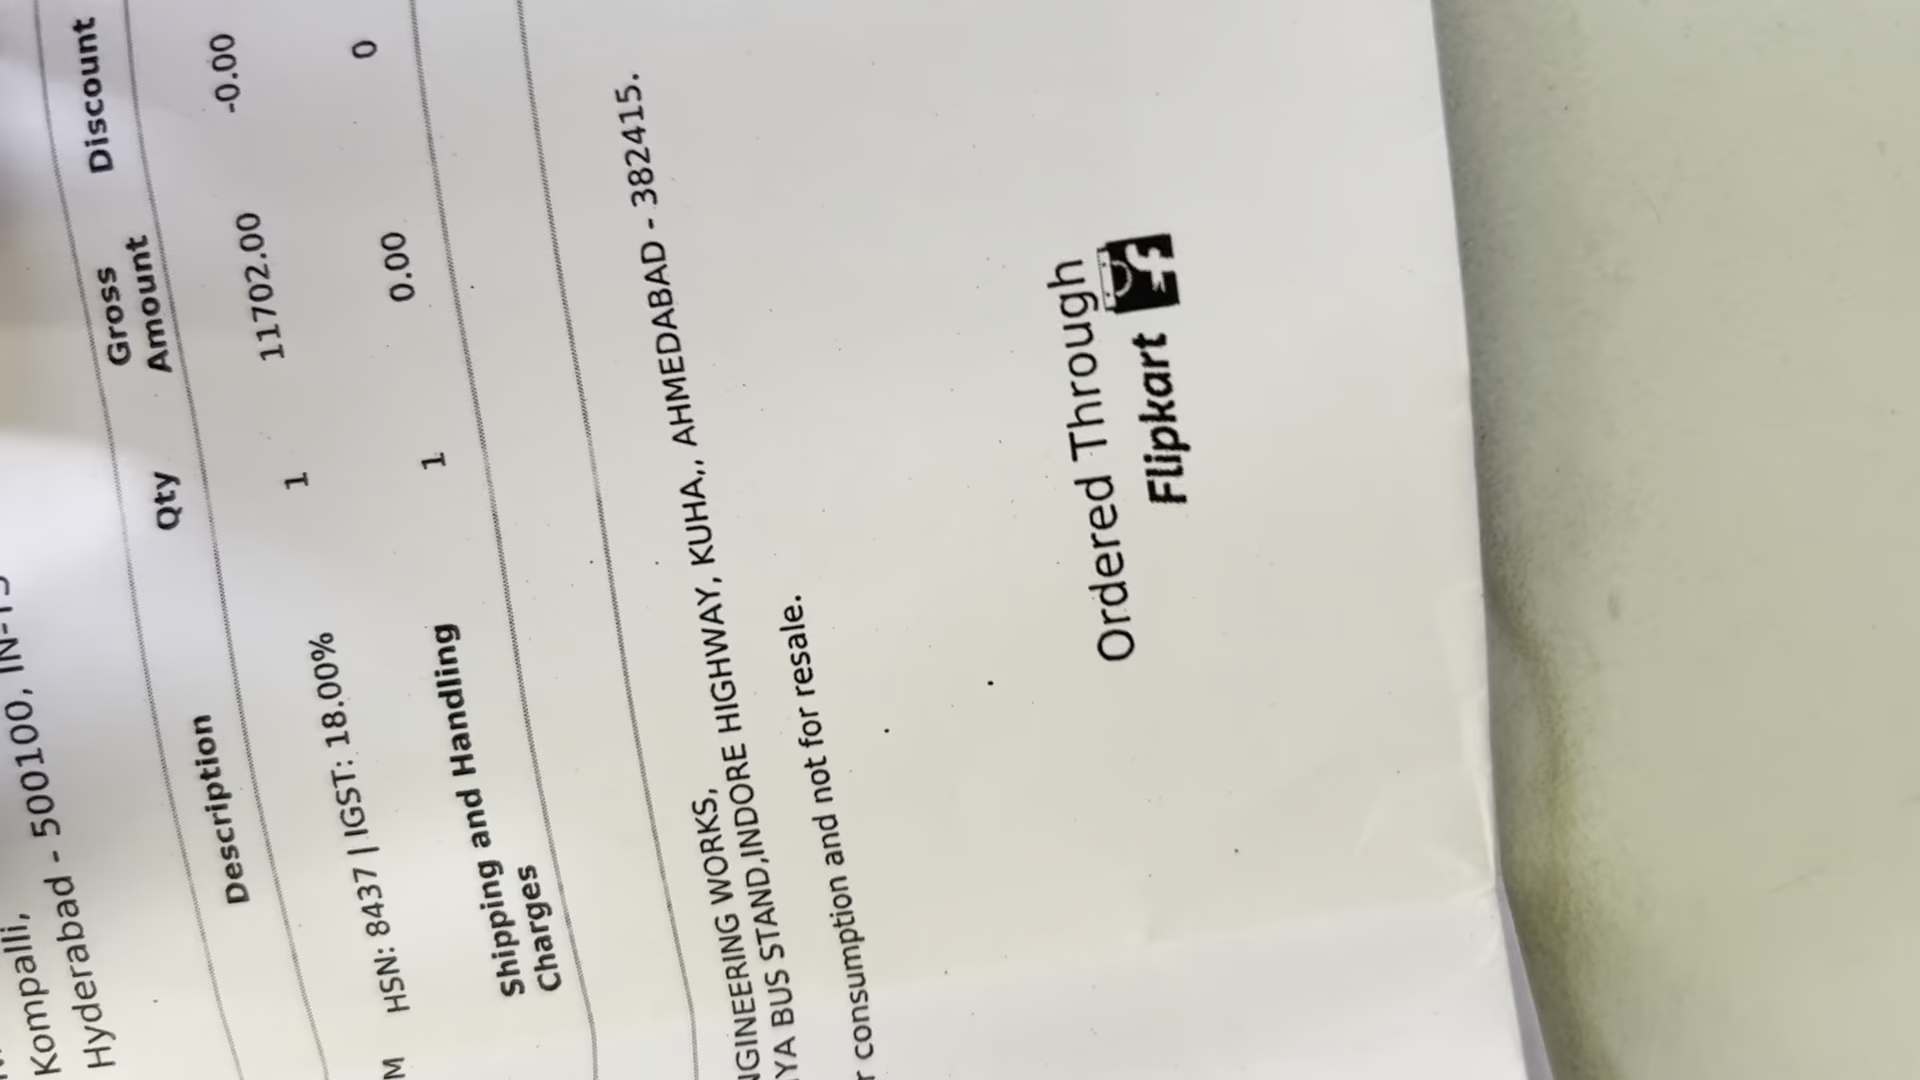 Kompalli,
Hyderabad - 500100, IN-TS
Description Qty Gross Amount Discount
HSN: 8437 | IGST: 18.00% 1 11702.00 -0.00
M
Shipping and Handling Charges 1 0.00 0
NGINEERING WORKS,
YA BUS STAND,INDORE HIGHWAY, KUHA,, AHMEDABAD - 382415.
r consumption and not for resale.
Ordered Through
Flipkart